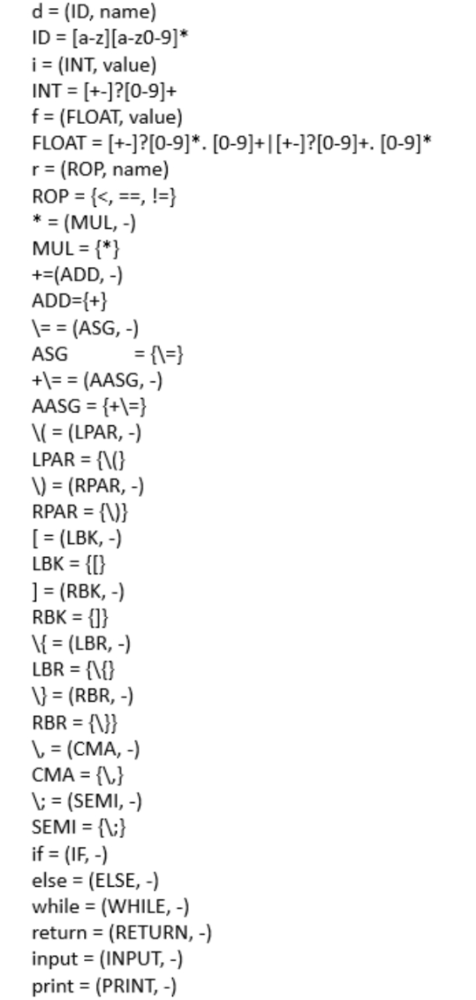 d = (ID, name)
ID = [a-z][a-z0-9]*
i = (INT, value)
INT = [+-]?[0-9]+
f = (FLOAT, value)
FLOAT = [+-]?[0-9]*. [0-9]+|[+-]?[0-9]+. [0-9]*
r = (ROP, name)
ROP = {<, ==, !=}
* = (MUL, -)
MUL = {*}
+=(ADD, -)
ADD={+}
\= = (ASG, -)
ASG = {\=}
+\= = (AASG, -)
AASG = {+\=}
\( = (LPAR, -)
LPAR = {\(}
\) = (RPAR, -)
RPAR = {\)}
[ = (LBK, -)
LBK = {[}
] = (RBK, -)
RBK = {]}
\{ = (LBR, -)
LBR = {\{}
\} = (RBR, -)
RBR = {\}}
\, = (CMA, -)
CMA = {\,}
\; = (SEMI, -)
SEMI = {\;}
if = (IF, -)
else = (ELSE, -)
while = (WHILE, -)
return = (RETURN, -)
input = (INPUT, -)
print = (PRINT, -)